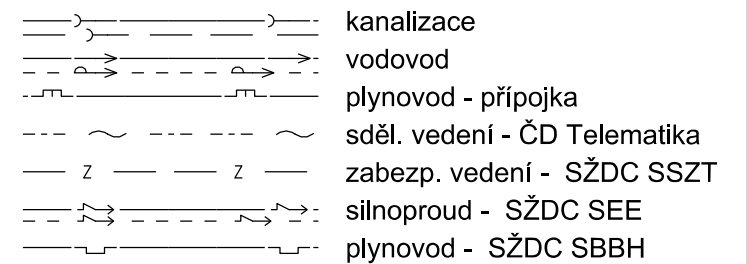 kanalizace
vodovod
plynovod - přípojka
sděl. vedení - ČD Telematika
Z Z zabezp. vedení - SŽDC SSZT
silnoproud - SŽDC SEE
plynovod - SŽDC SBBH